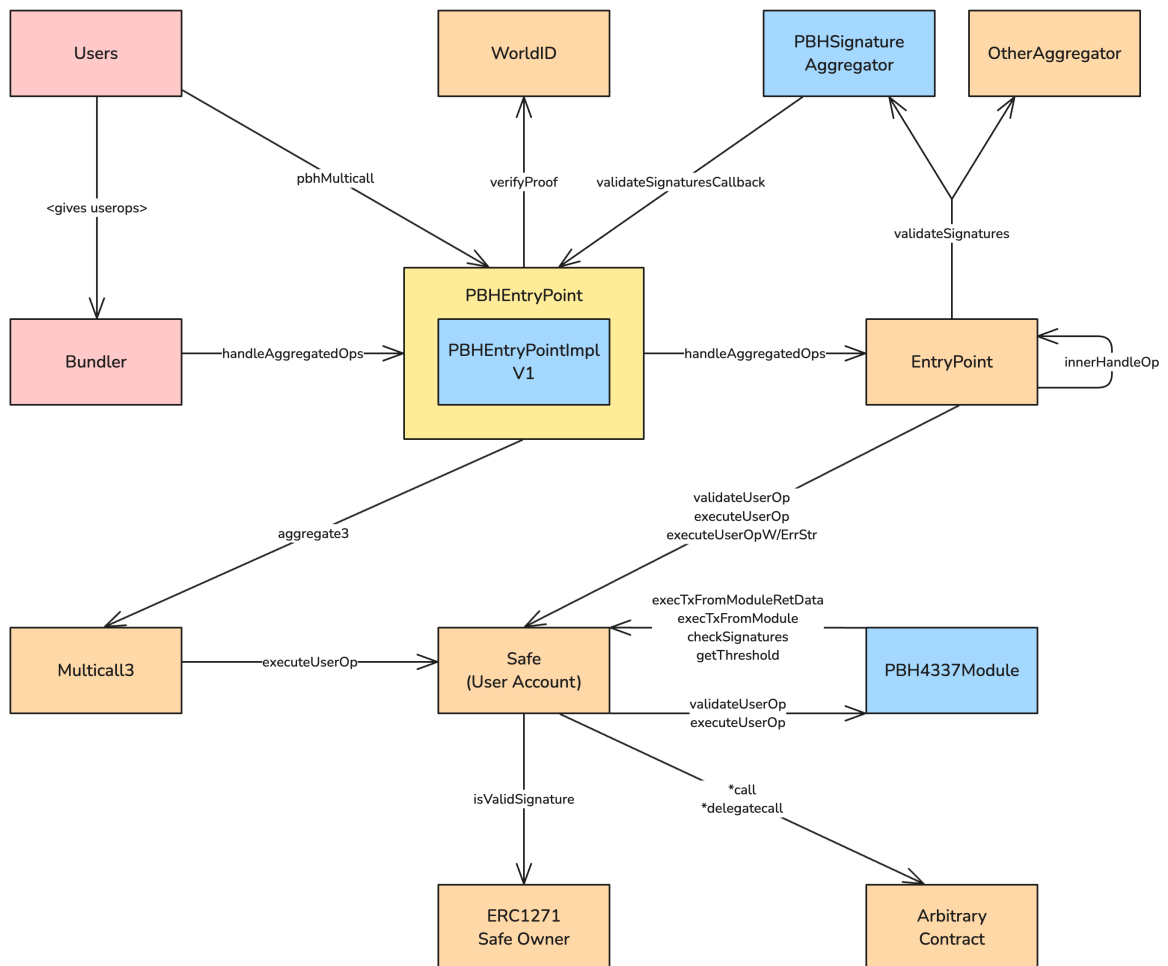 Users
WorldID
PBHSignature
Aggregator
OtherAggregator
pbhMulticall
verifyProof
validateSignaturesCallback
<gives userops>
validateSignatures
PBHEntryPoint
Bundler
handleAggregatedOps
PBHEntryPointImpl
V1
handleAggregatedOps
EntryPoint
innerHandleOp
validateUserOp
executeUserOp
executeUserOpW/ErrStr
aggregate3
execTxFromModuleRetData
execTxFromModule
checkSignatures
getThreshold
Multicall3
executeUserOp
Safe
(User Account)
PBH4337Module
validateUserOp
executeUserOp
isValidSignature
*call
*delegatecall
ERC1271
Safe Owner
Arbitrary
Contract